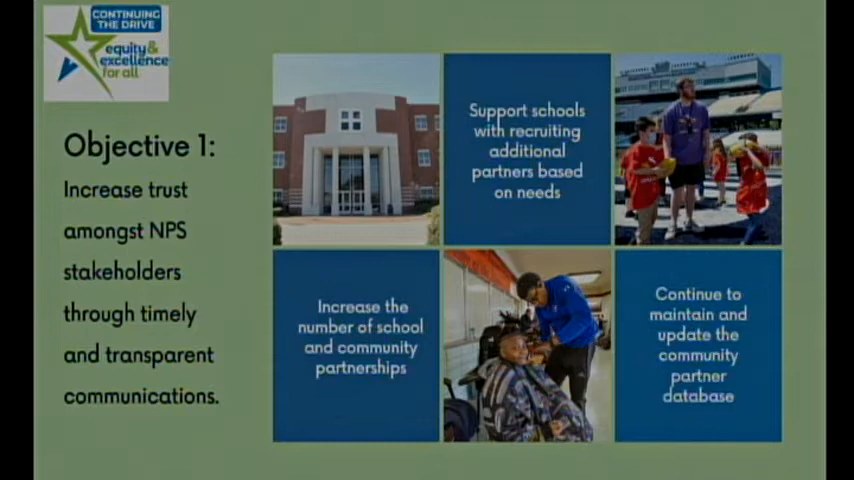 CONTINUING
THE DRIVE
equity &
excellence
for all
Objective 1:
Increase trust
amongst NPS
stakeholders
through timely
and transparent
communications.
Support schools
with recruiting
additional
partners based
on needs
Increase the
number of school
and community
partnerships
Continue to
maintain and
update the
community
partner
database